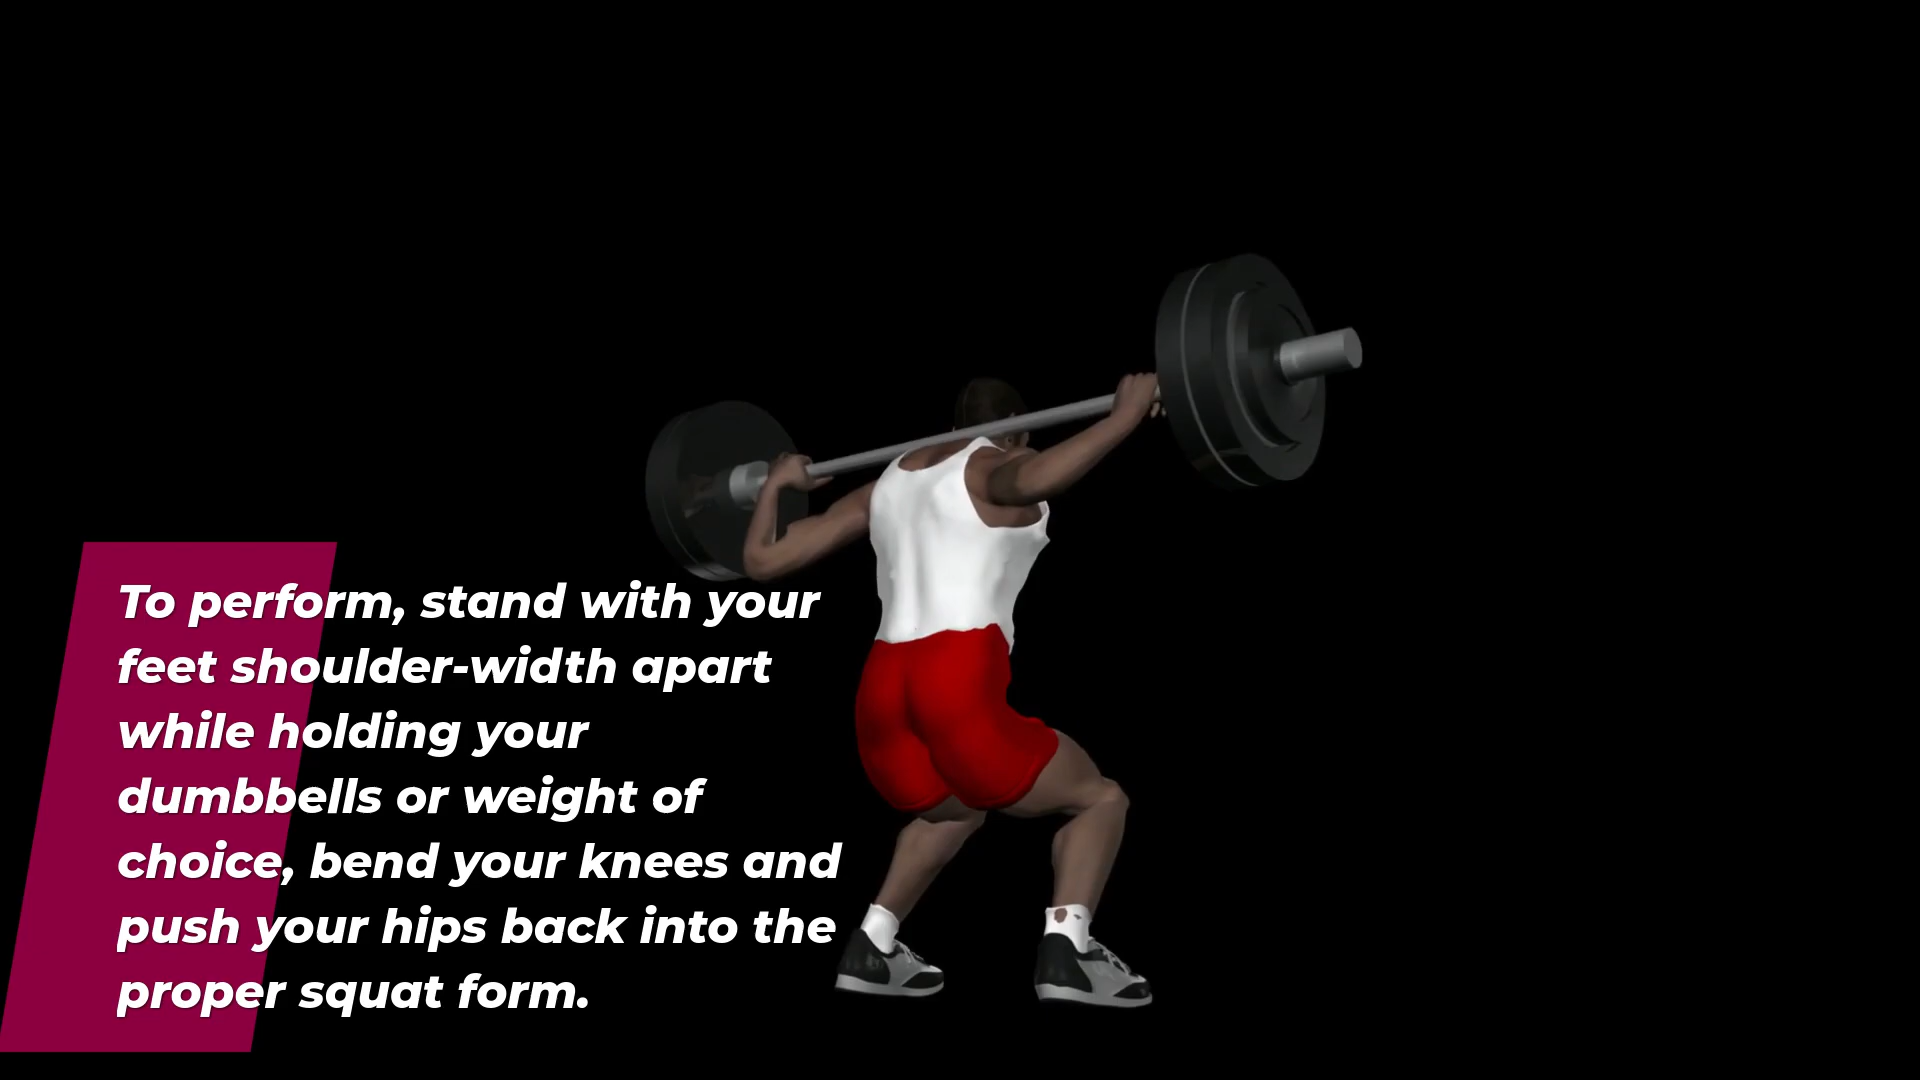 To perform, stand with your
feet shoulder-width apart
while holding your
dumbbells or weight of
choice, bend your knees and
push your hips back into the
proper squat form.